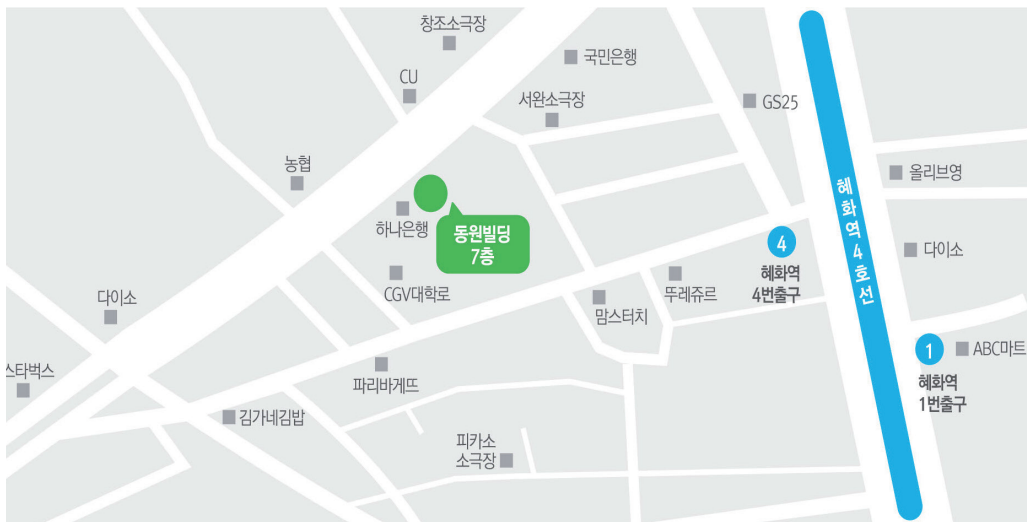 창조소극장
국민은행
CU
서완소극장
GS25
농협
올리브영
하나은행
동원빌딩
7층
4
혜화역
4번출구
혜화역4호선
다이소
CGV대학로
뚜레쥬르
다이소
맘스터치
1
ABC마트
혜화역
1번출구
스타벅스
파리바게뜨
김가네김밥
피카소
소극장